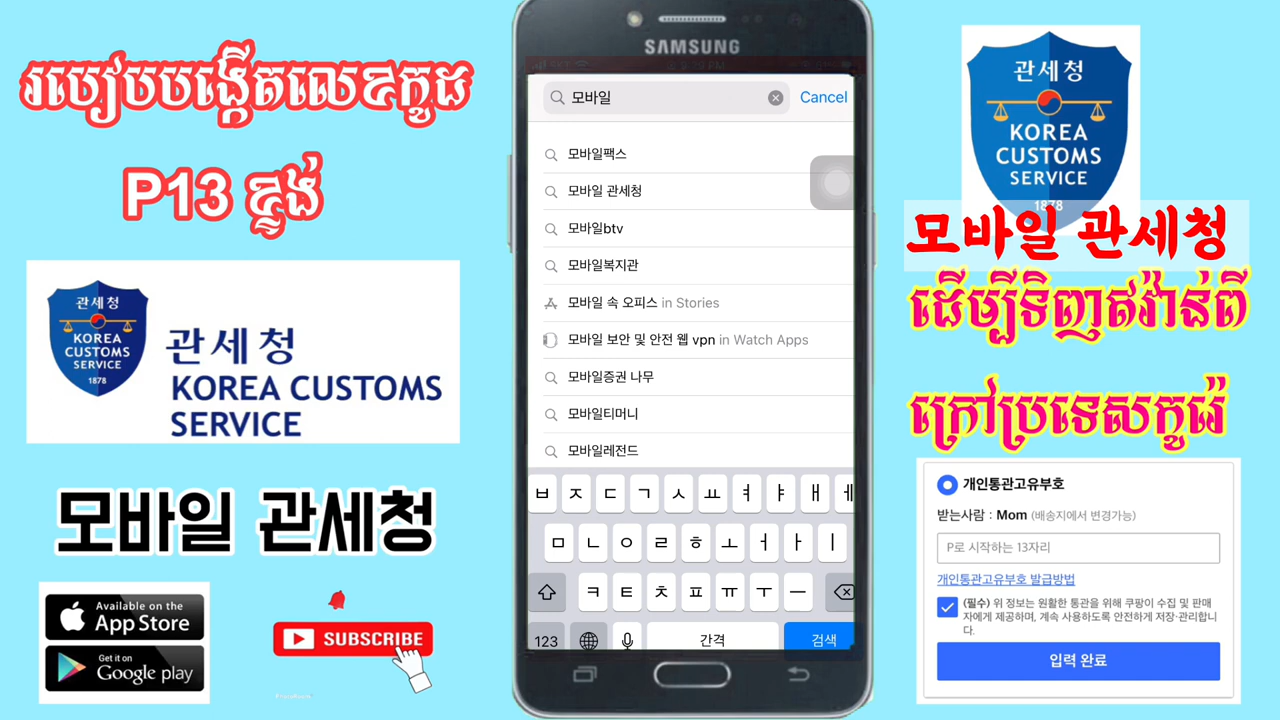 របៀបបង្កើតលេខកូដ
P13 ខ្ទង់
관세청
KOREA
CUSTOMS
SERVICE
1878
관세청
KOREA CUSTOMS
SERVICE
모바일 관세청
Available on the
App Store
Get it on
Google play
SUBSCRIBE
SAMSUNG
모바일
Cancel
모바일팩스
모바일 관세청
모바일btv
모바일복지관
모바일 속 오피스 in Stories
모바일 보안 및 안전 웹 vpn in Watch Apps
모바일증권 나무
모바일티머니
모바일레전드
ㅂ ㅈ ㄷ ㄱ ㅅ ㅛ ㅕ ㅑ ㅐ ㅔ
ㅁ ㄴ ㅇ ㄹ ㅎ ㅗ ㅓ ㅏ ㅣ
ㅋ ㅌ ㅊ ㅍ ㅠ ㅜ ㅡ
123 간격 검색
관세청
KOREA
CUSTOMS
SERVICE
1878
모바일 관세청
ដើម្បីទិញឥវ៉ាន់ពី
ក្រៅប្រទេសកូរ៉េ
개인통관고유부호
받는사람 : Mom (배송지에서 변경가능)
P로 시작하는 13자리
개인통관고유부호 발급방법
(필수) 위 정보는 원활한 통관을 위해 쿠팡이 수집 및 판매
자에게 제공하며, 계속 사용하도록 안전하게 저장·관리합니
다.
입력 완료